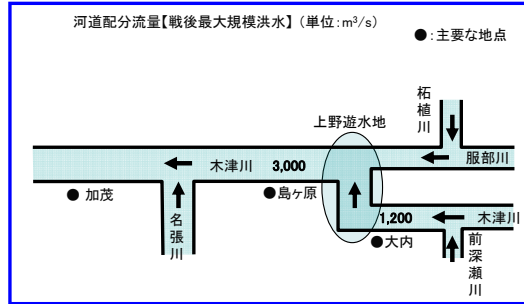 河道配分流量【戦後最大規模洪水】（単位：m³/s）
●：主要な地点
柘植川
上野遊水地
服部川
木津川
3,000
加茂
島ヶ原
名張川
1,200
木津川
大内
前深瀬川